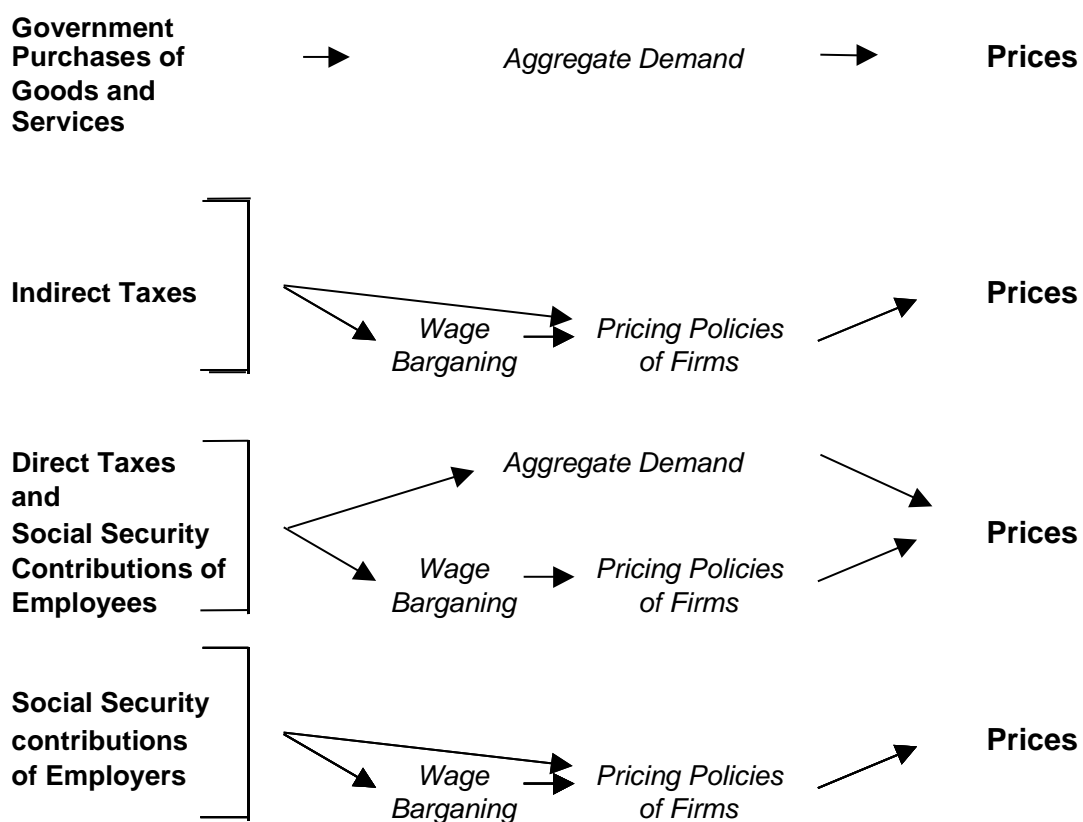 Government
Purchases of
Goods and
Services
Aggregate Demand
Prices
Indirect Taxes
Wage
Barganing
Pricing Policies
of Firms
Prices
Direct Taxes
and
Social Security
Contributions of
Employees
Aggregate Demand
Wage
Barganing
Pricing Policies
of Firms
Prices
Social Security
contributions
of Employers
Wage
Barganing
Pricing Policies
of Firms
Prices